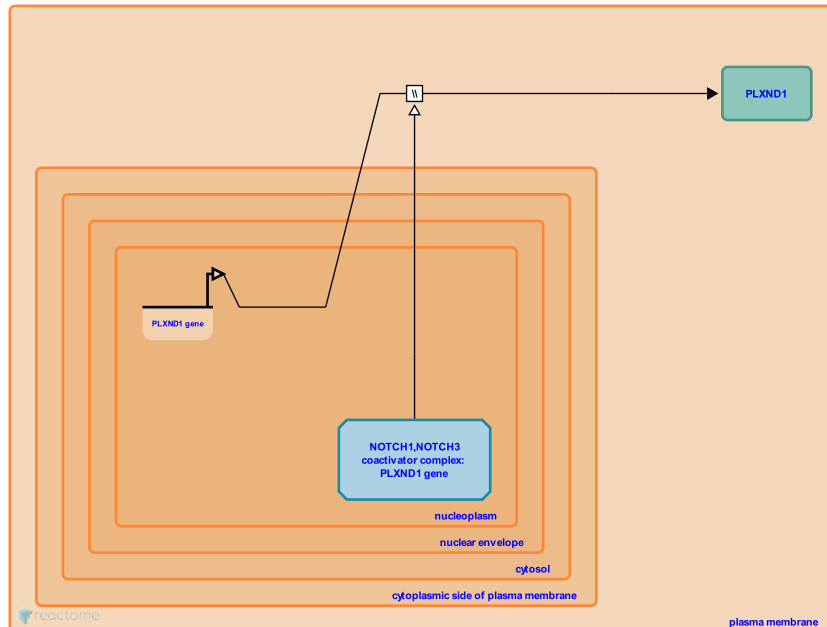 \\
PLXND1
PLXND1 gene
NOTCH1,NOTCH3
coactivator complex:
PLXND1 gene
nucleoplasm
nuclear envelope
cytosol
cytoplasmic side of plasma membrane
reactome
plasma membrane